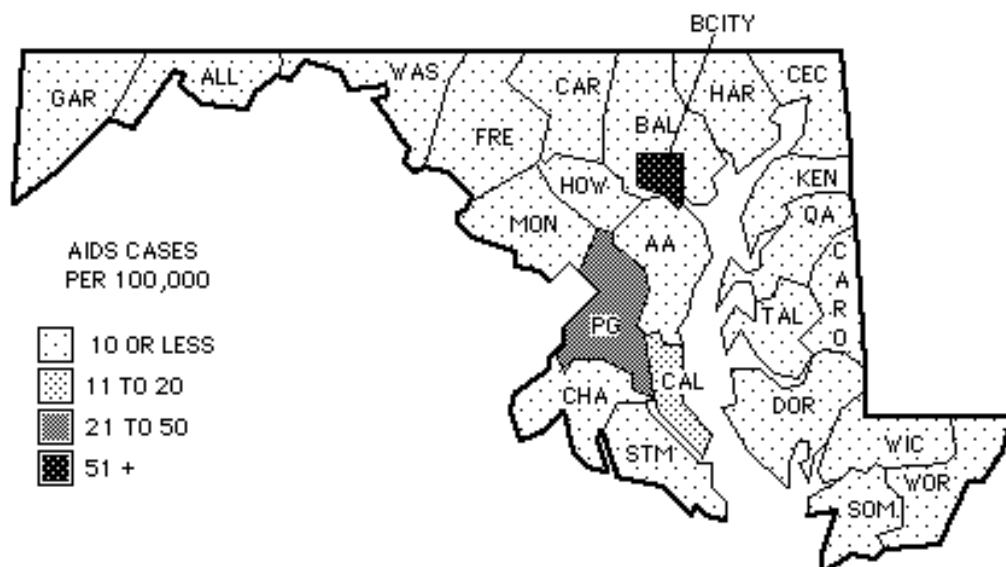 BCITY
GAR
ALL
WAS
FRE
CAR
BAL
HAR
CEC
HOW
MON
AA
KEN
QA
CARO
TAL
PG
CAL
CHA
STM
DOR
WIC
WOR
SOM.
AIDS CASES
PER 100,000
10 OR LESS
11 TO 20
21 TO 50
51 +